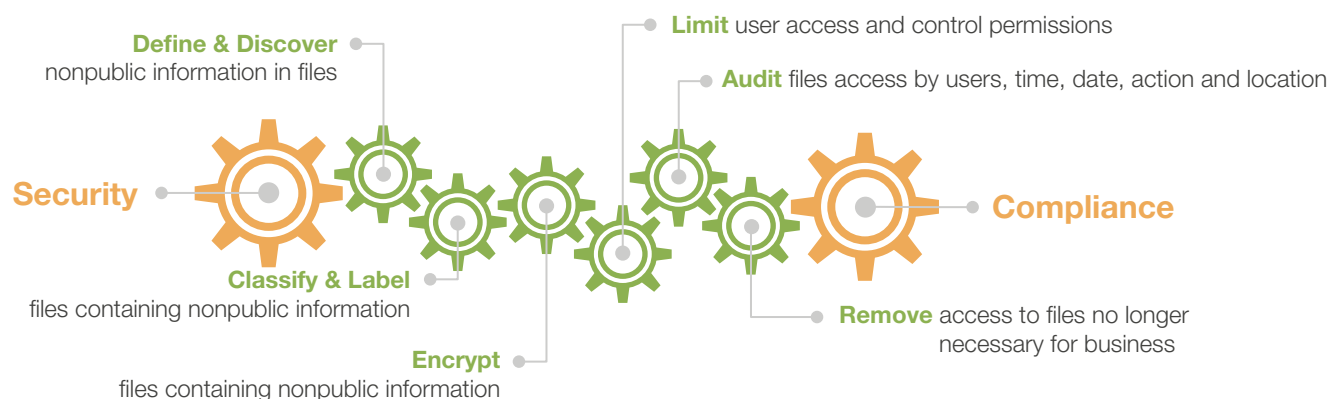 Security
Define & Discover
nonpublic information in files
Classify & Label
files containing nonpublic information
Encrypt
files containing nonpublic information
Limit user access and control permissions
Audit files access by users, time, date, action and location
Remove access to files no longer
necessary for business
Compliance